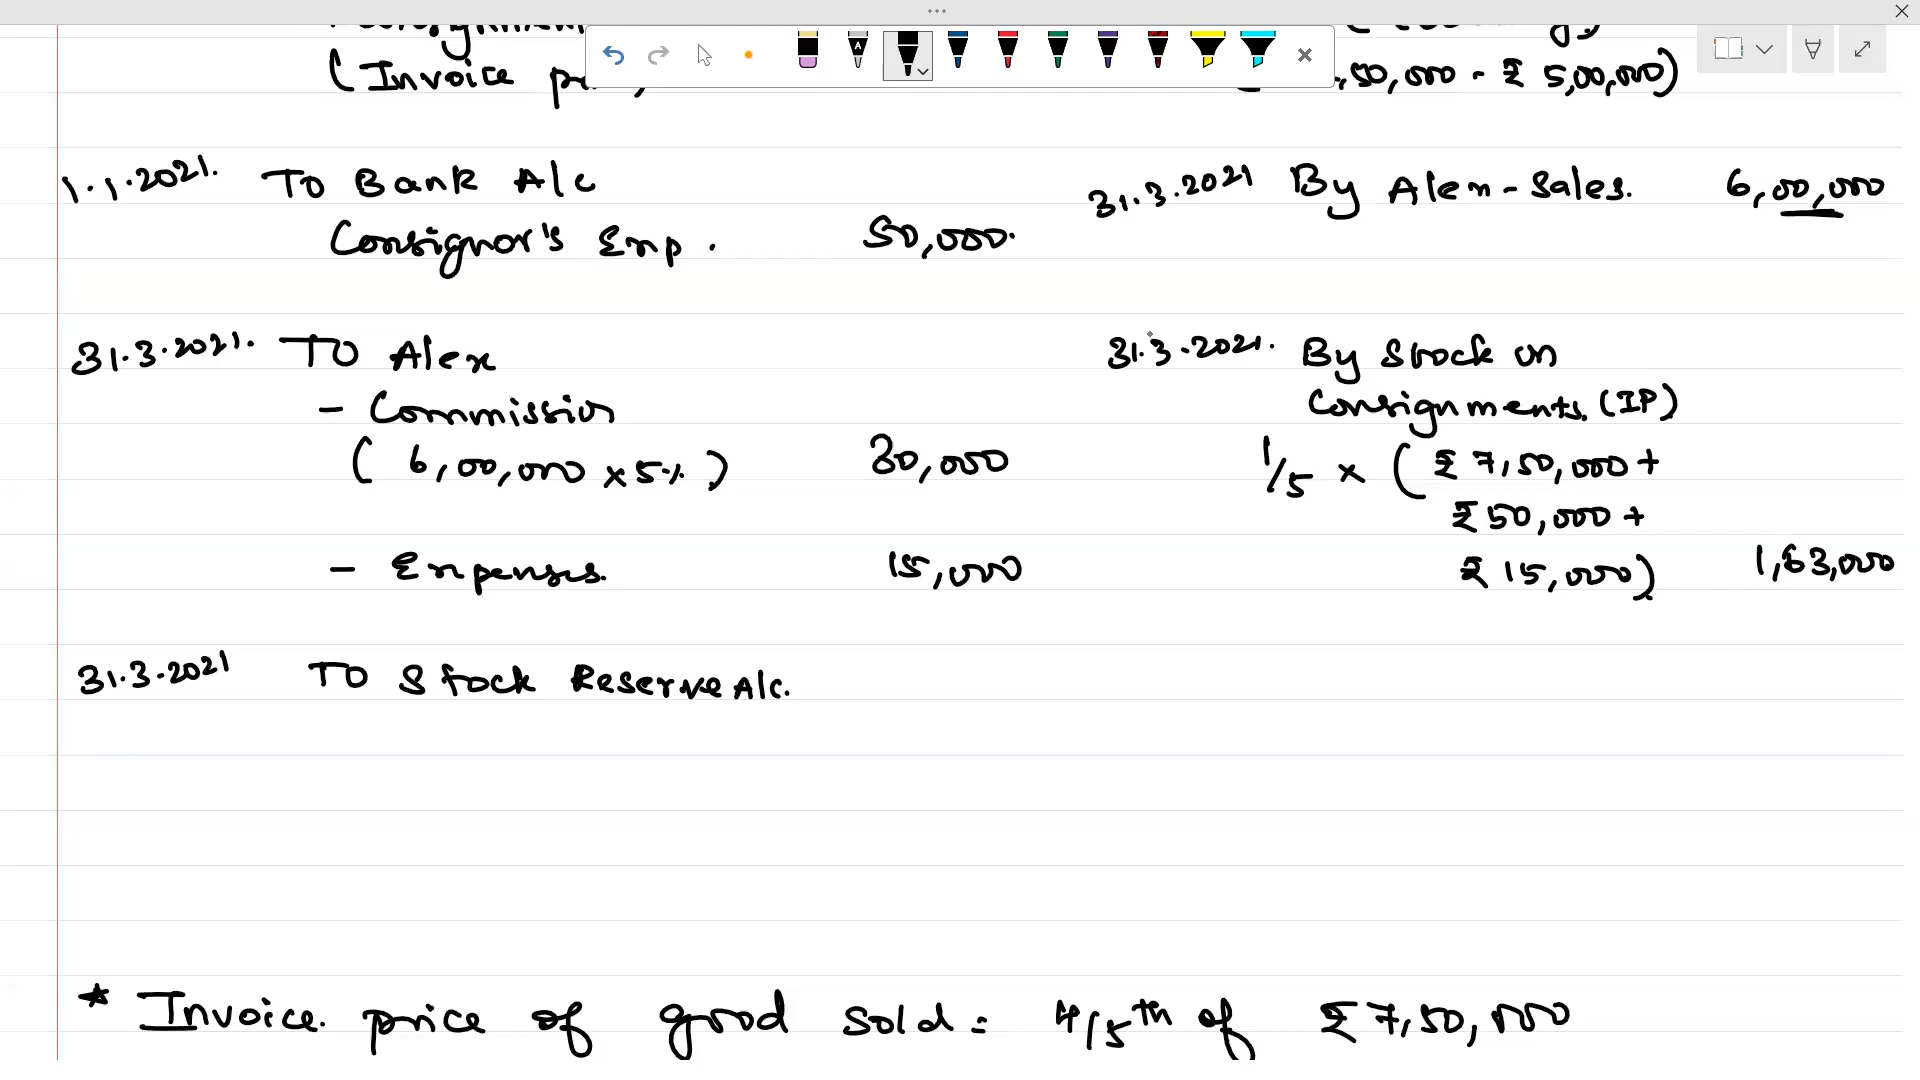 (Invoice
50,000 - ₹ 5,00,000)
1.1.2021. To Bank A/c
Consignor's Exp. 50,000.
31.3.2021 By Alex - Sales. 6,00,000
31.3.2021. To Alex
- Commission
(6,00,000 x 5%) 30,000
- Expenses. 15,000
31.3.2021. By Stock on
Consignments. (IP)
1/5 x (₹ 7,50,000 +
₹ 50,000 +
₹ 15,000) 1,63,000
31.3.2021 To Stock Reserve A/c.
* Invoice. price of good sold = 4/5th of ₹ 7,50,000